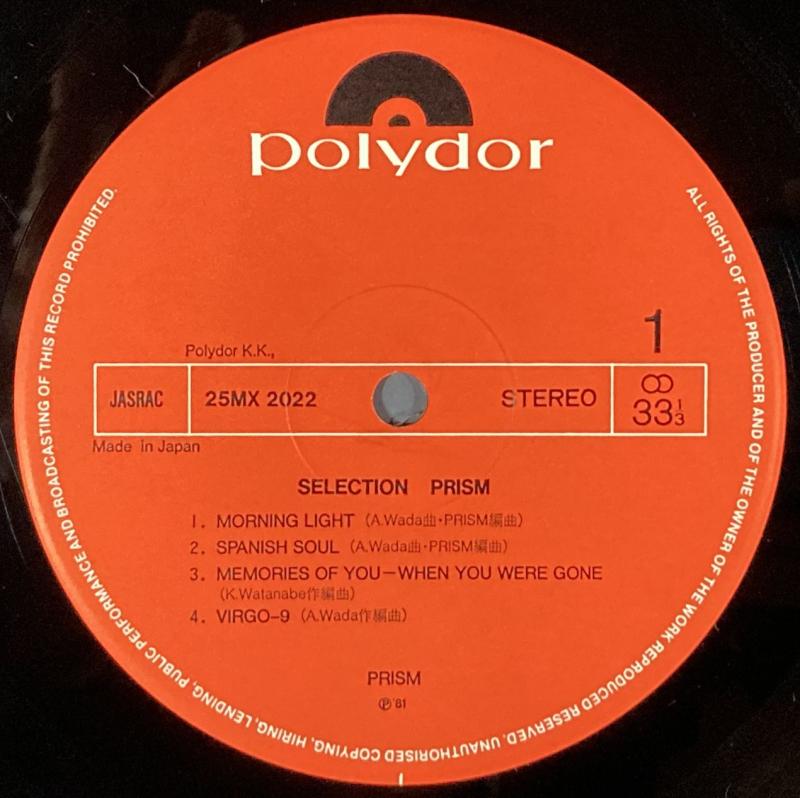 polydor
1
Polydor K.K.,
JASRAC
25MX 2022
STEREO
33⅓
Made in Japan
SELECTION PRISM
1. MORNING LIGHT (A.Wada曲・PRISM編曲)
2. SPANISH SOUL (A.Wada曲・PRISM編曲)
3. MEMORIES OF YOU–WHEN YOU WERE GONE
(K.Watanabe作編曲)
4. VIRGO-9 (A.Wada作編曲)
PRISM
℗'81
ALL RIGHTS OF THE PRODUCER AND OF THE OWNER OF THE WORK REPRODUCED RESERVED. UNAUTHORISED COPYING, HIRING, LENDING, PUBLIC PERFORMANCE AND BROADCASTING OF THIS RECORD PROHIBITED.